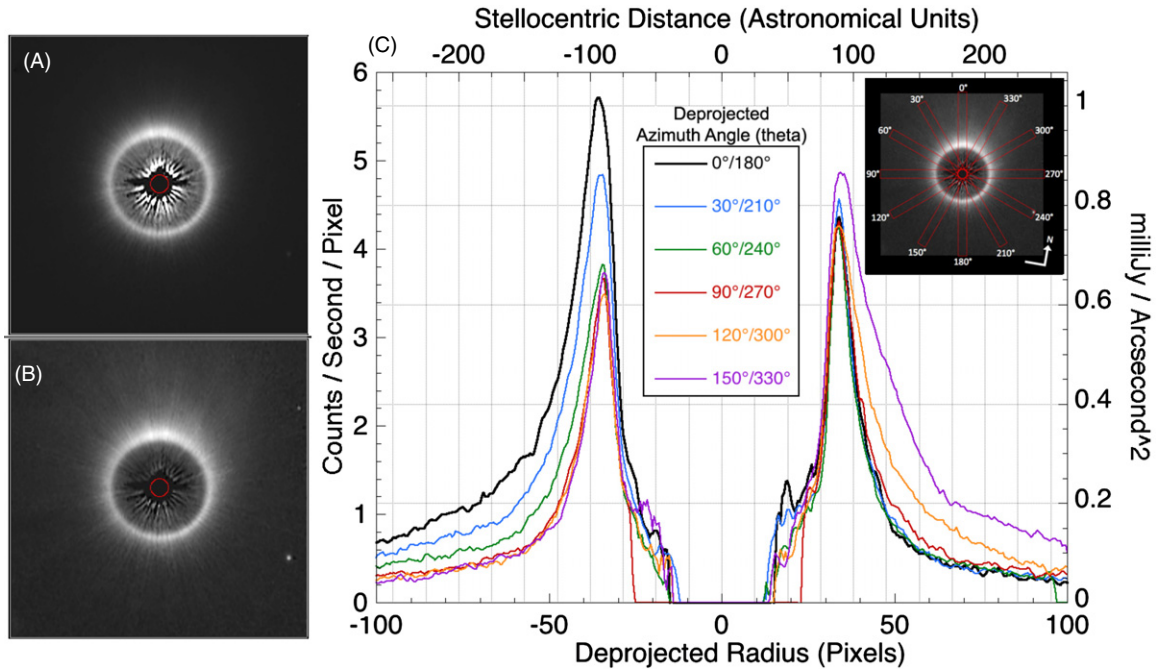 (A)
(B)
Stellocentric Distance (Astronomical Units)
-200 -100 0 100 200
(C)
6
5
4
3
2
1
0
Counts / Second / Pixel
Deprojected
Azimuth Angle (theta)
0°/180°
30°/210°
60°/240°
90°/270°
120°/300°
150°/330°
0°
30° 330°
60° 300°
90° 270°
120° 240°
150° 210°
180°
N
1
0.8
0.6
0.4
0.2
0
milliJy / Arcsecond^2
-100 -50 0 50 100
Deprojected Radius (Pixels)